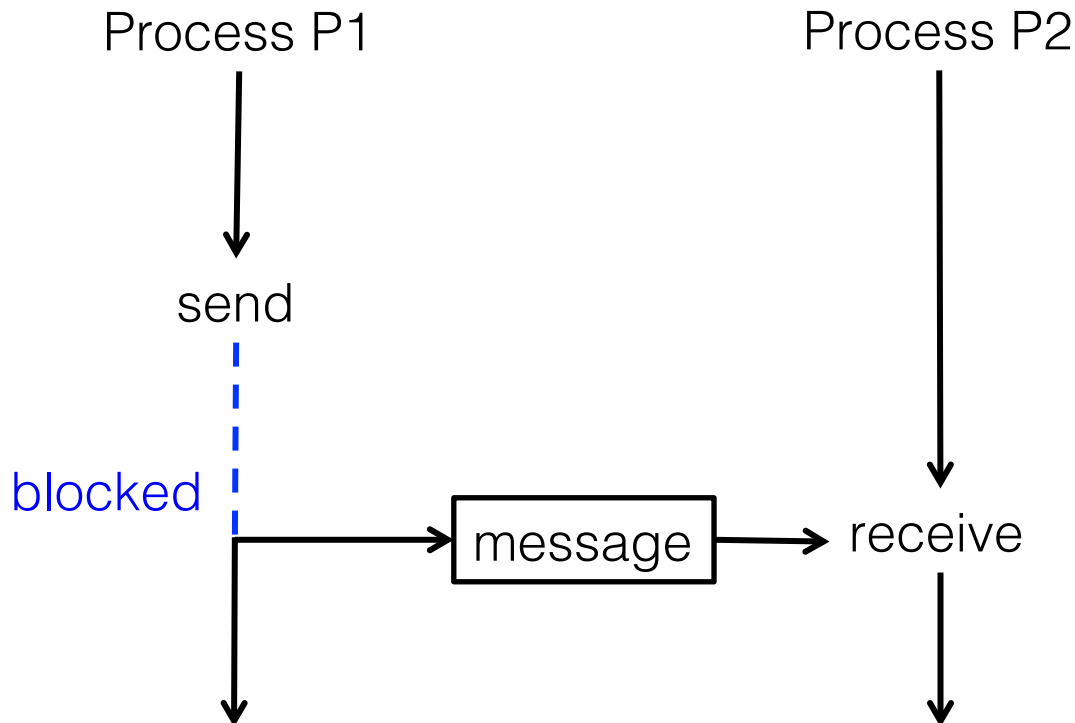 Process P1
Process P2
send
blocked
message
receive